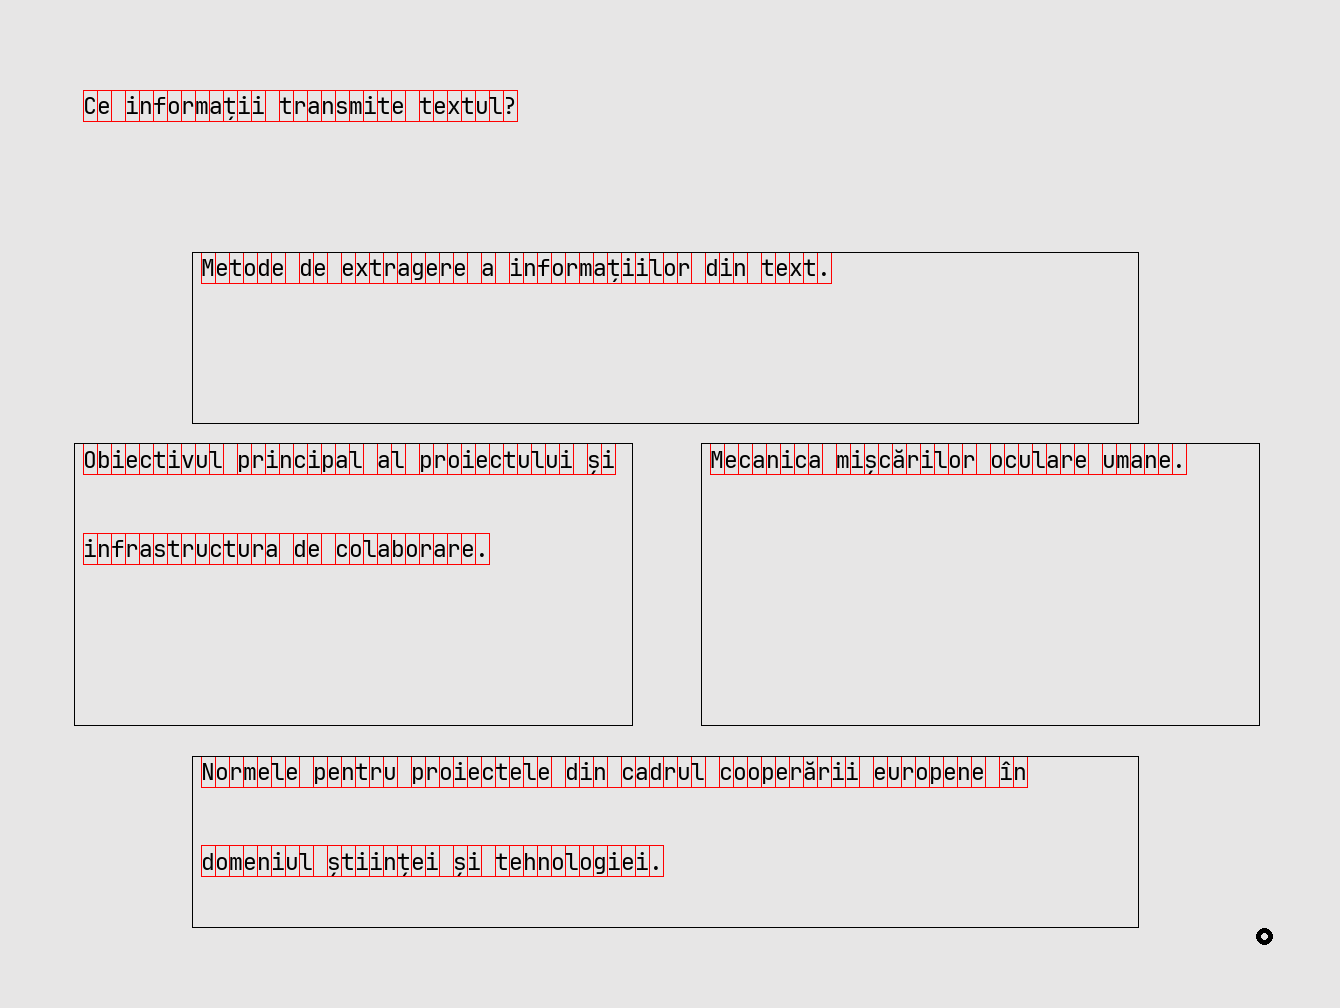 Ce informații transmite textul?
Metode de extragere a informațiilor din text.
Obiectivul principal al proiectului și
infrastructura de colaborare.
Mecanica mișcărilor oculare umane.
Normele pentru proiectele din cadrul cooperării europene în
domeniul științei și tehnologiei.